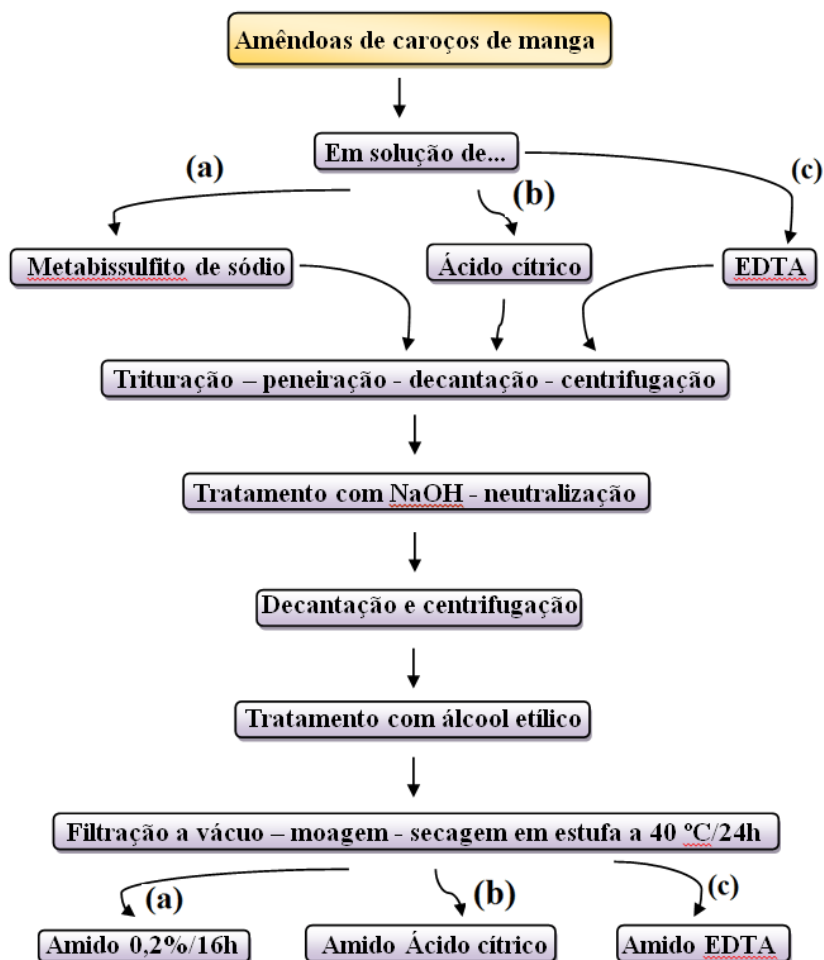 Amêndoas de caroços de manga
Em solução de...
(a)
(b)
(c)
Metabissulfito de sódio
Ácido cítrico
EDTA
Trituração – peneiração - decantação - centrifugação
Tratamento com NaOH - neutralização
Decantação e centrifugação
Tratamento com álcool etílico
Filtração a vácuo – moagem - secagem em estufa a 40 ºC/24h
(a)
(b)
(c)
Amido 0,2%/16h
Amido Ácido cítrico
Amido EDTA